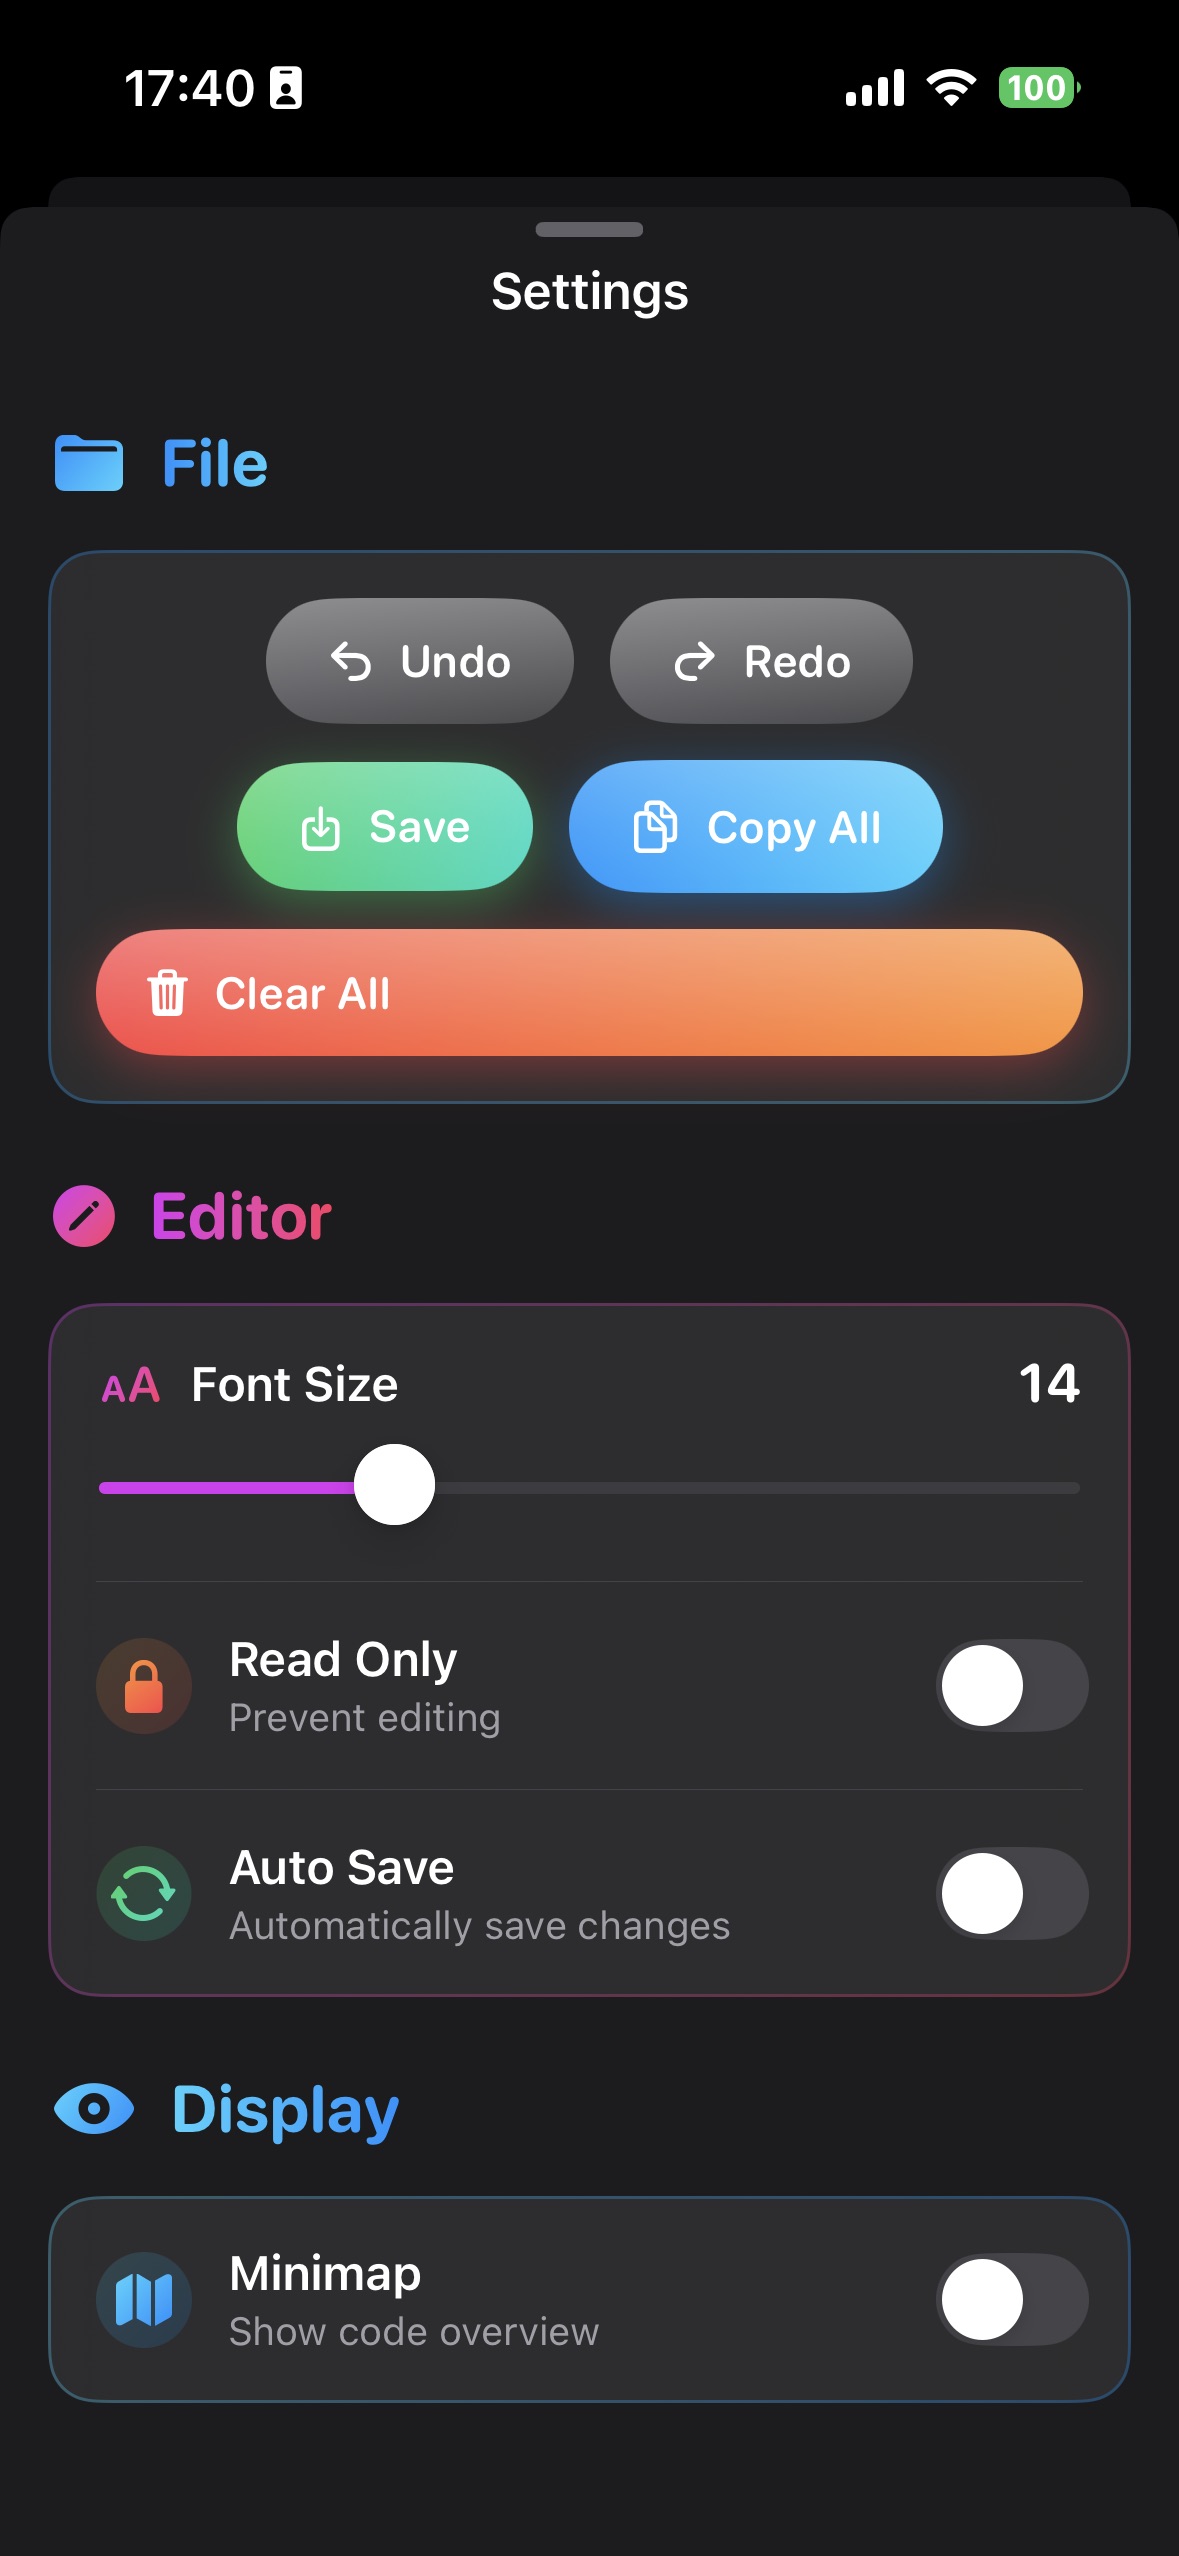 17:40
100
Settings
File
Undo Redo
Save Copy All
Clear All
Editor
AA Font Size 14
Read Only
Prevent editing
Auto Save
Automatically save changes
Display
Minimap
Show code overview